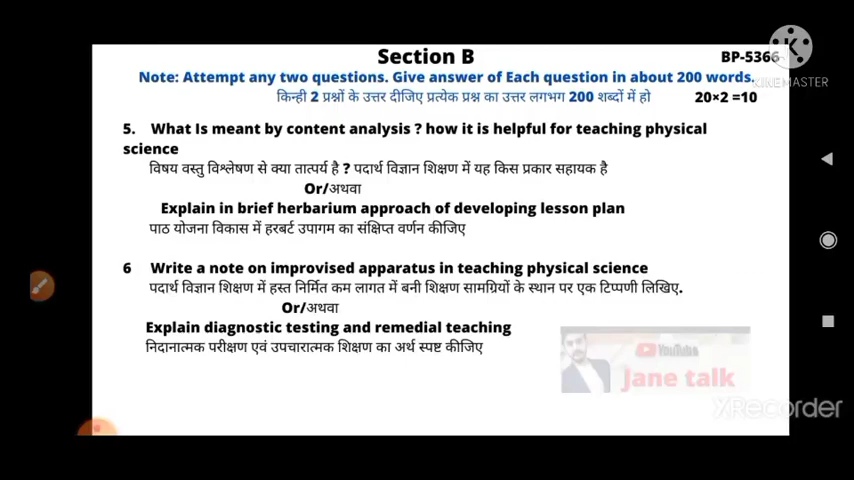 Section B
BP-5366
KINEMASTER
Note: Attempt any two questions. Give answer of Each question in about 200 words.
किन्ही 2 प्रश्नों के उत्तर दीजिए प्रत्येक प्रश्न का उत्तर लगभग 200 शब्दों में हो 20×2 =10
5. What Is meant by content analysis ? how it is helpful for teaching physical
science
विषय वस्तु विश्लेषण से क्या तात्पर्य है ? पदार्थ विज्ञान शिक्षण में यह किस प्रकार सहायक है
Or/अथवा
Explain in brief herbarium approach of developing lesson plan
पाठ योजना विकास में हरबर्ट उपागम का संक्षिप्त वर्णन कीजिए
6 Write a note on improvised apparatus in teaching physical science
पदार्थ विज्ञान शिक्षण में हस्त निर्मित कम लागत में बनी शिक्षण सामग्रियों के स्थान पर एक टिप्पणी लिखिए.
Or/अथवा
Explain diagnostic testing and remedial teaching
निदानात्मक परीक्षण एवं उपचारात्मक शिक्षण का अर्थ स्पष्ट कीजिए
YouTube
Jane talk
XRecorder